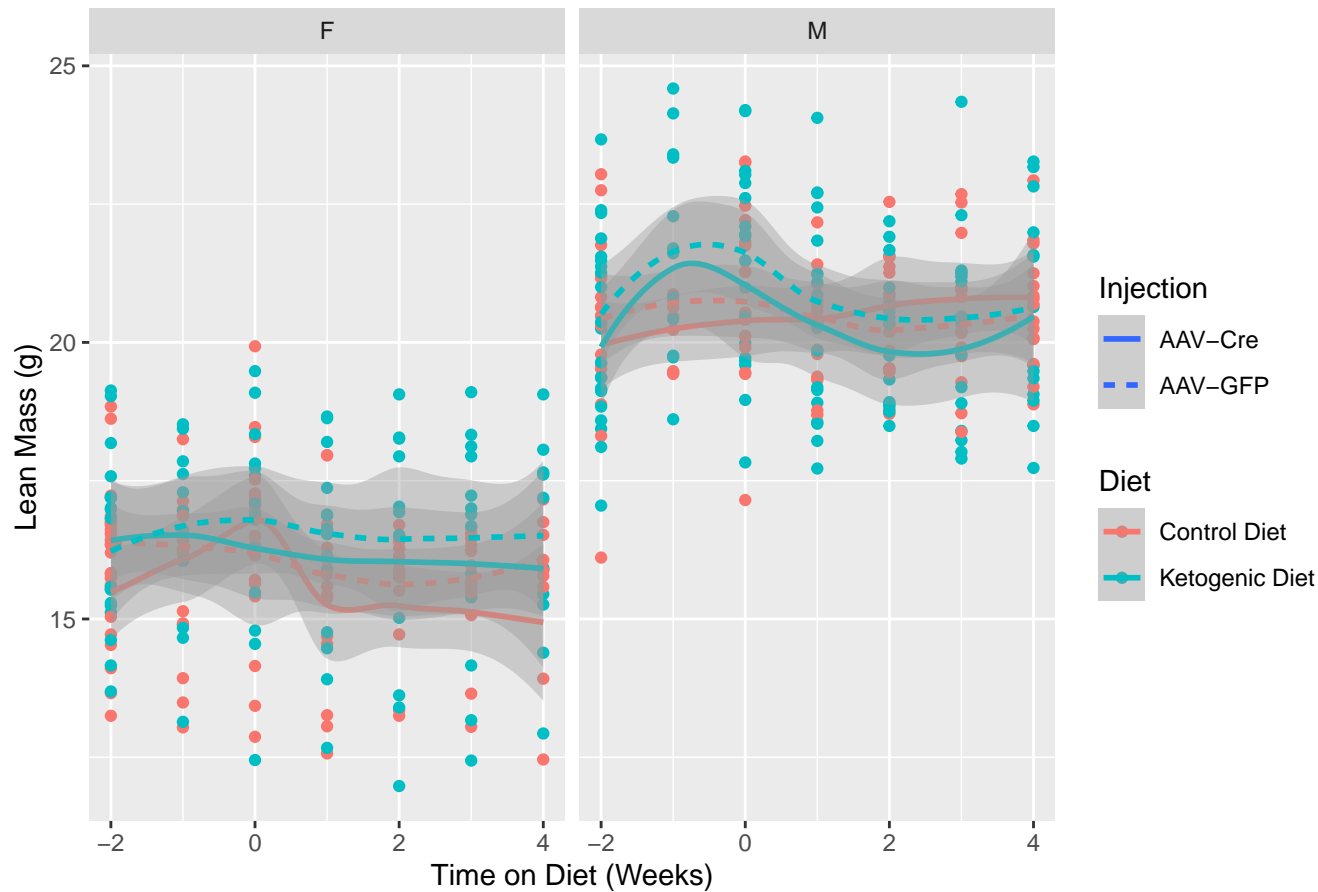 F
M
25
20
15
Lean Mass (g)
−2
0
2
4
−2
0
2
4
Time on Diet (Weeks)
Injection
AAV−Cre
AAV−GFP
Diet
Control Diet
Ketogenic Diet